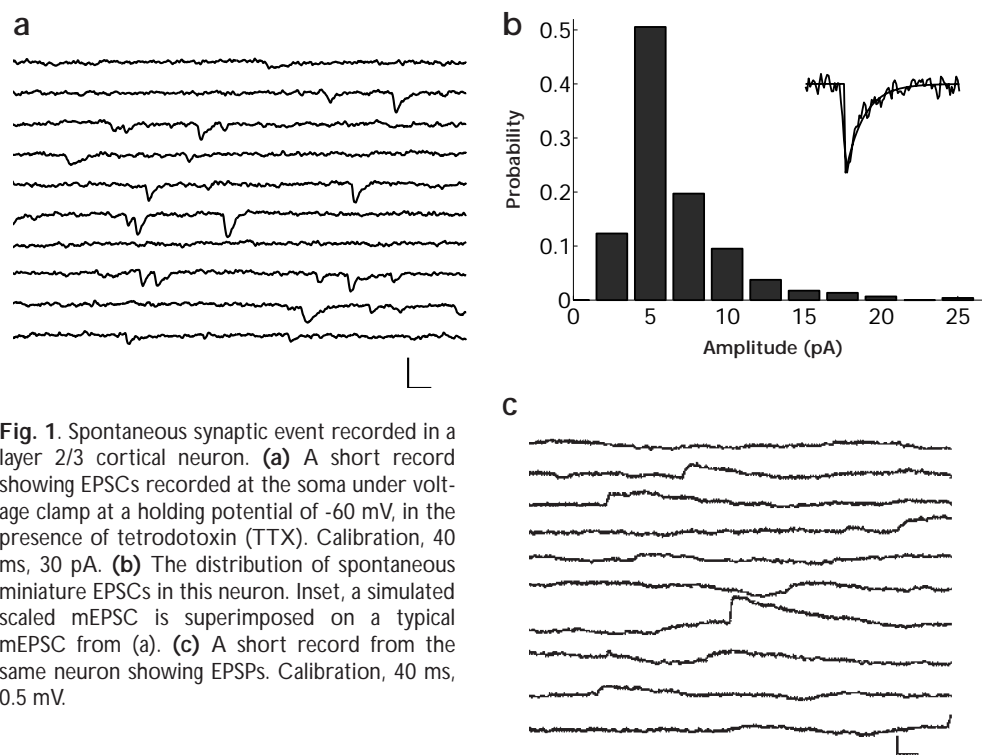 a
b
0.5
0.4
0.3
0.2
0.1
0
Probability
0 5 10 15 20 25
Amplitude (pA)
c
Fig. 1. Spontaneous synaptic event recorded in a
layer 2/3 cortical neuron. (a) A short record
showing EPSCs recorded at the soma under volt-
age clamp at a holding potential of -60 mV, in the
presence of tetrodotoxin (TTX). Calibration, 40
ms, 30 pA. (b) The distribution of spontaneous
miniature EPSCs in this neuron. Inset, a simulated
scaled mEPSC is superimposed on a typical
mEPSC from (a). (c) A short record from the
same neuron showing EPSPs. Calibration, 40 ms,
0.5 mV.